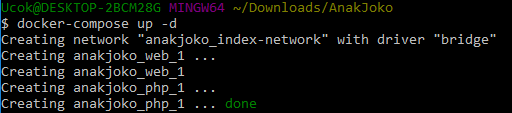 Ucok@DESKTOP-2BCM28G MINGW64 ~/Downloads/AnakJoko
$ docker-compose up -d
Creating network "anakjoko_index-network" with driver "bridge"
Creating anakjoko_web_1 ...
Creating anakjoko_web_1
Creating anakjoko_php_1 ...
Creating anakjoko_php_1 ... done